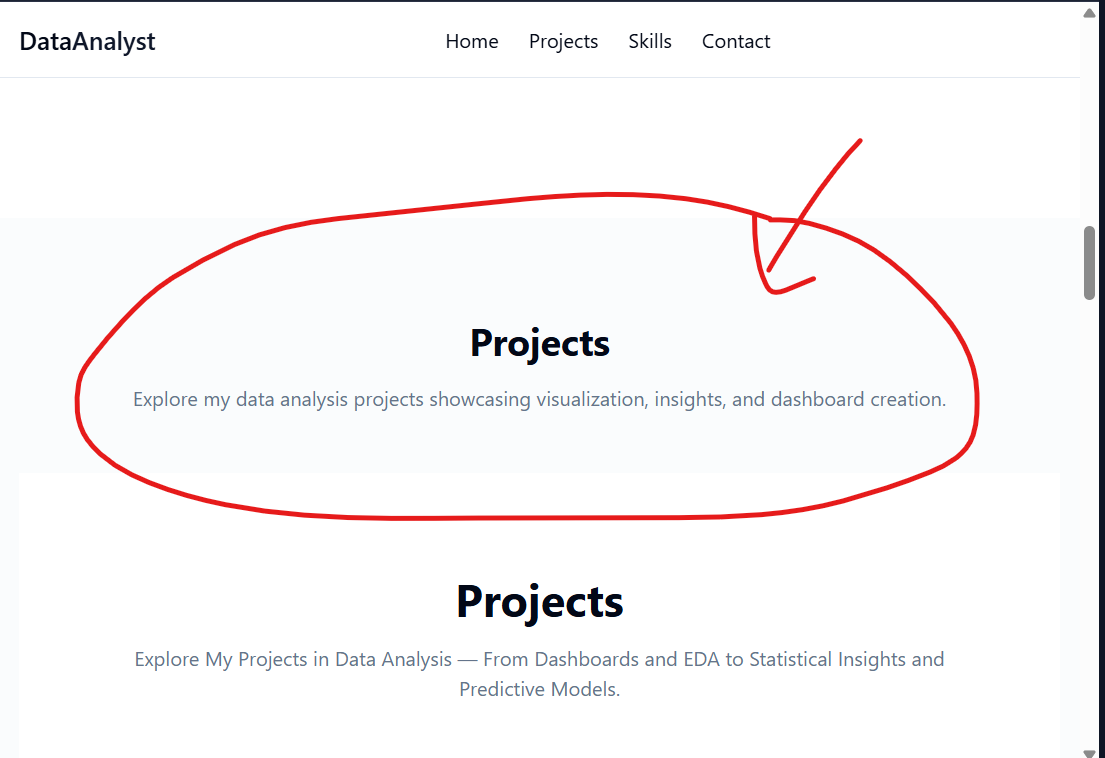 DataAnalyst
Home Projects Skills Contact
Projects
Explore my data analysis projects showcasing visualization, insights, and dashboard creation.
Projects
Explore My Projects in Data Analysis — From Dashboards and EDA to Statistical Insights and
Predictive Models.